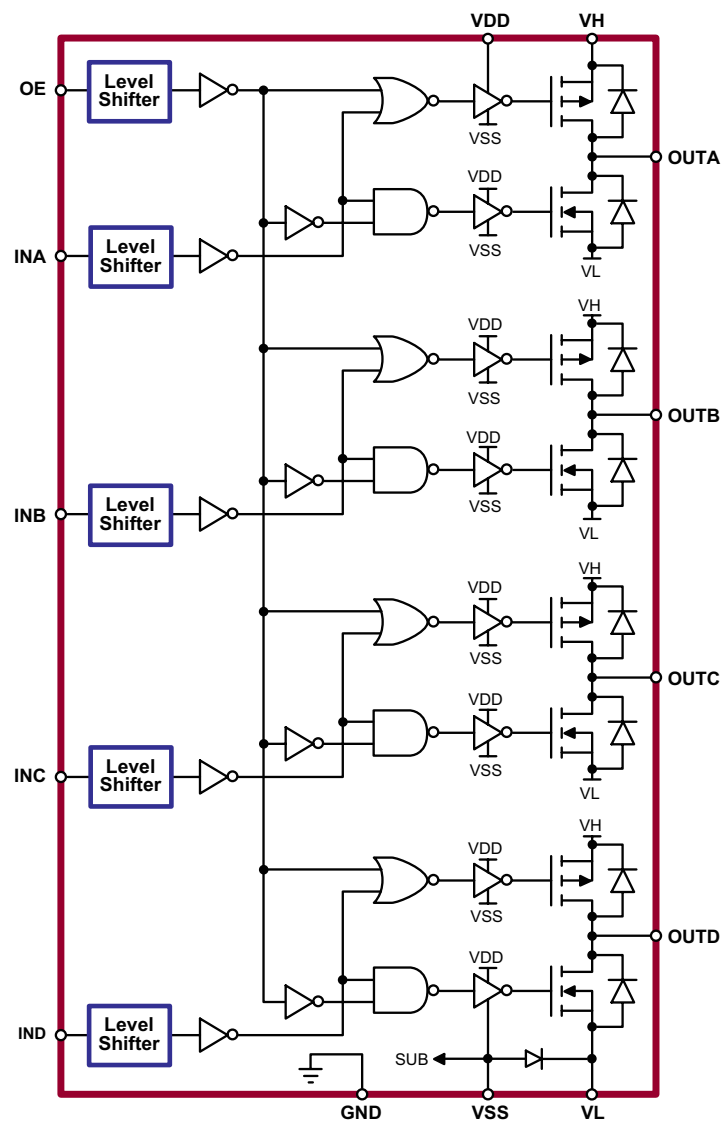 VDD VH
OE Level Shifter
VSS
OUTA
VDD
INA Level Shifter
VSS
VL
VH
VDD
VSS
OUTB
VDD
INB Level Shifter
VSS
VL
VH
VDD
VSS
OUTC
VDD
INC Level Shifter
VSS
VL
VH
VDD
VSS
OUTD
VDD
IND Level Shifter
SUB
GND VSS VL